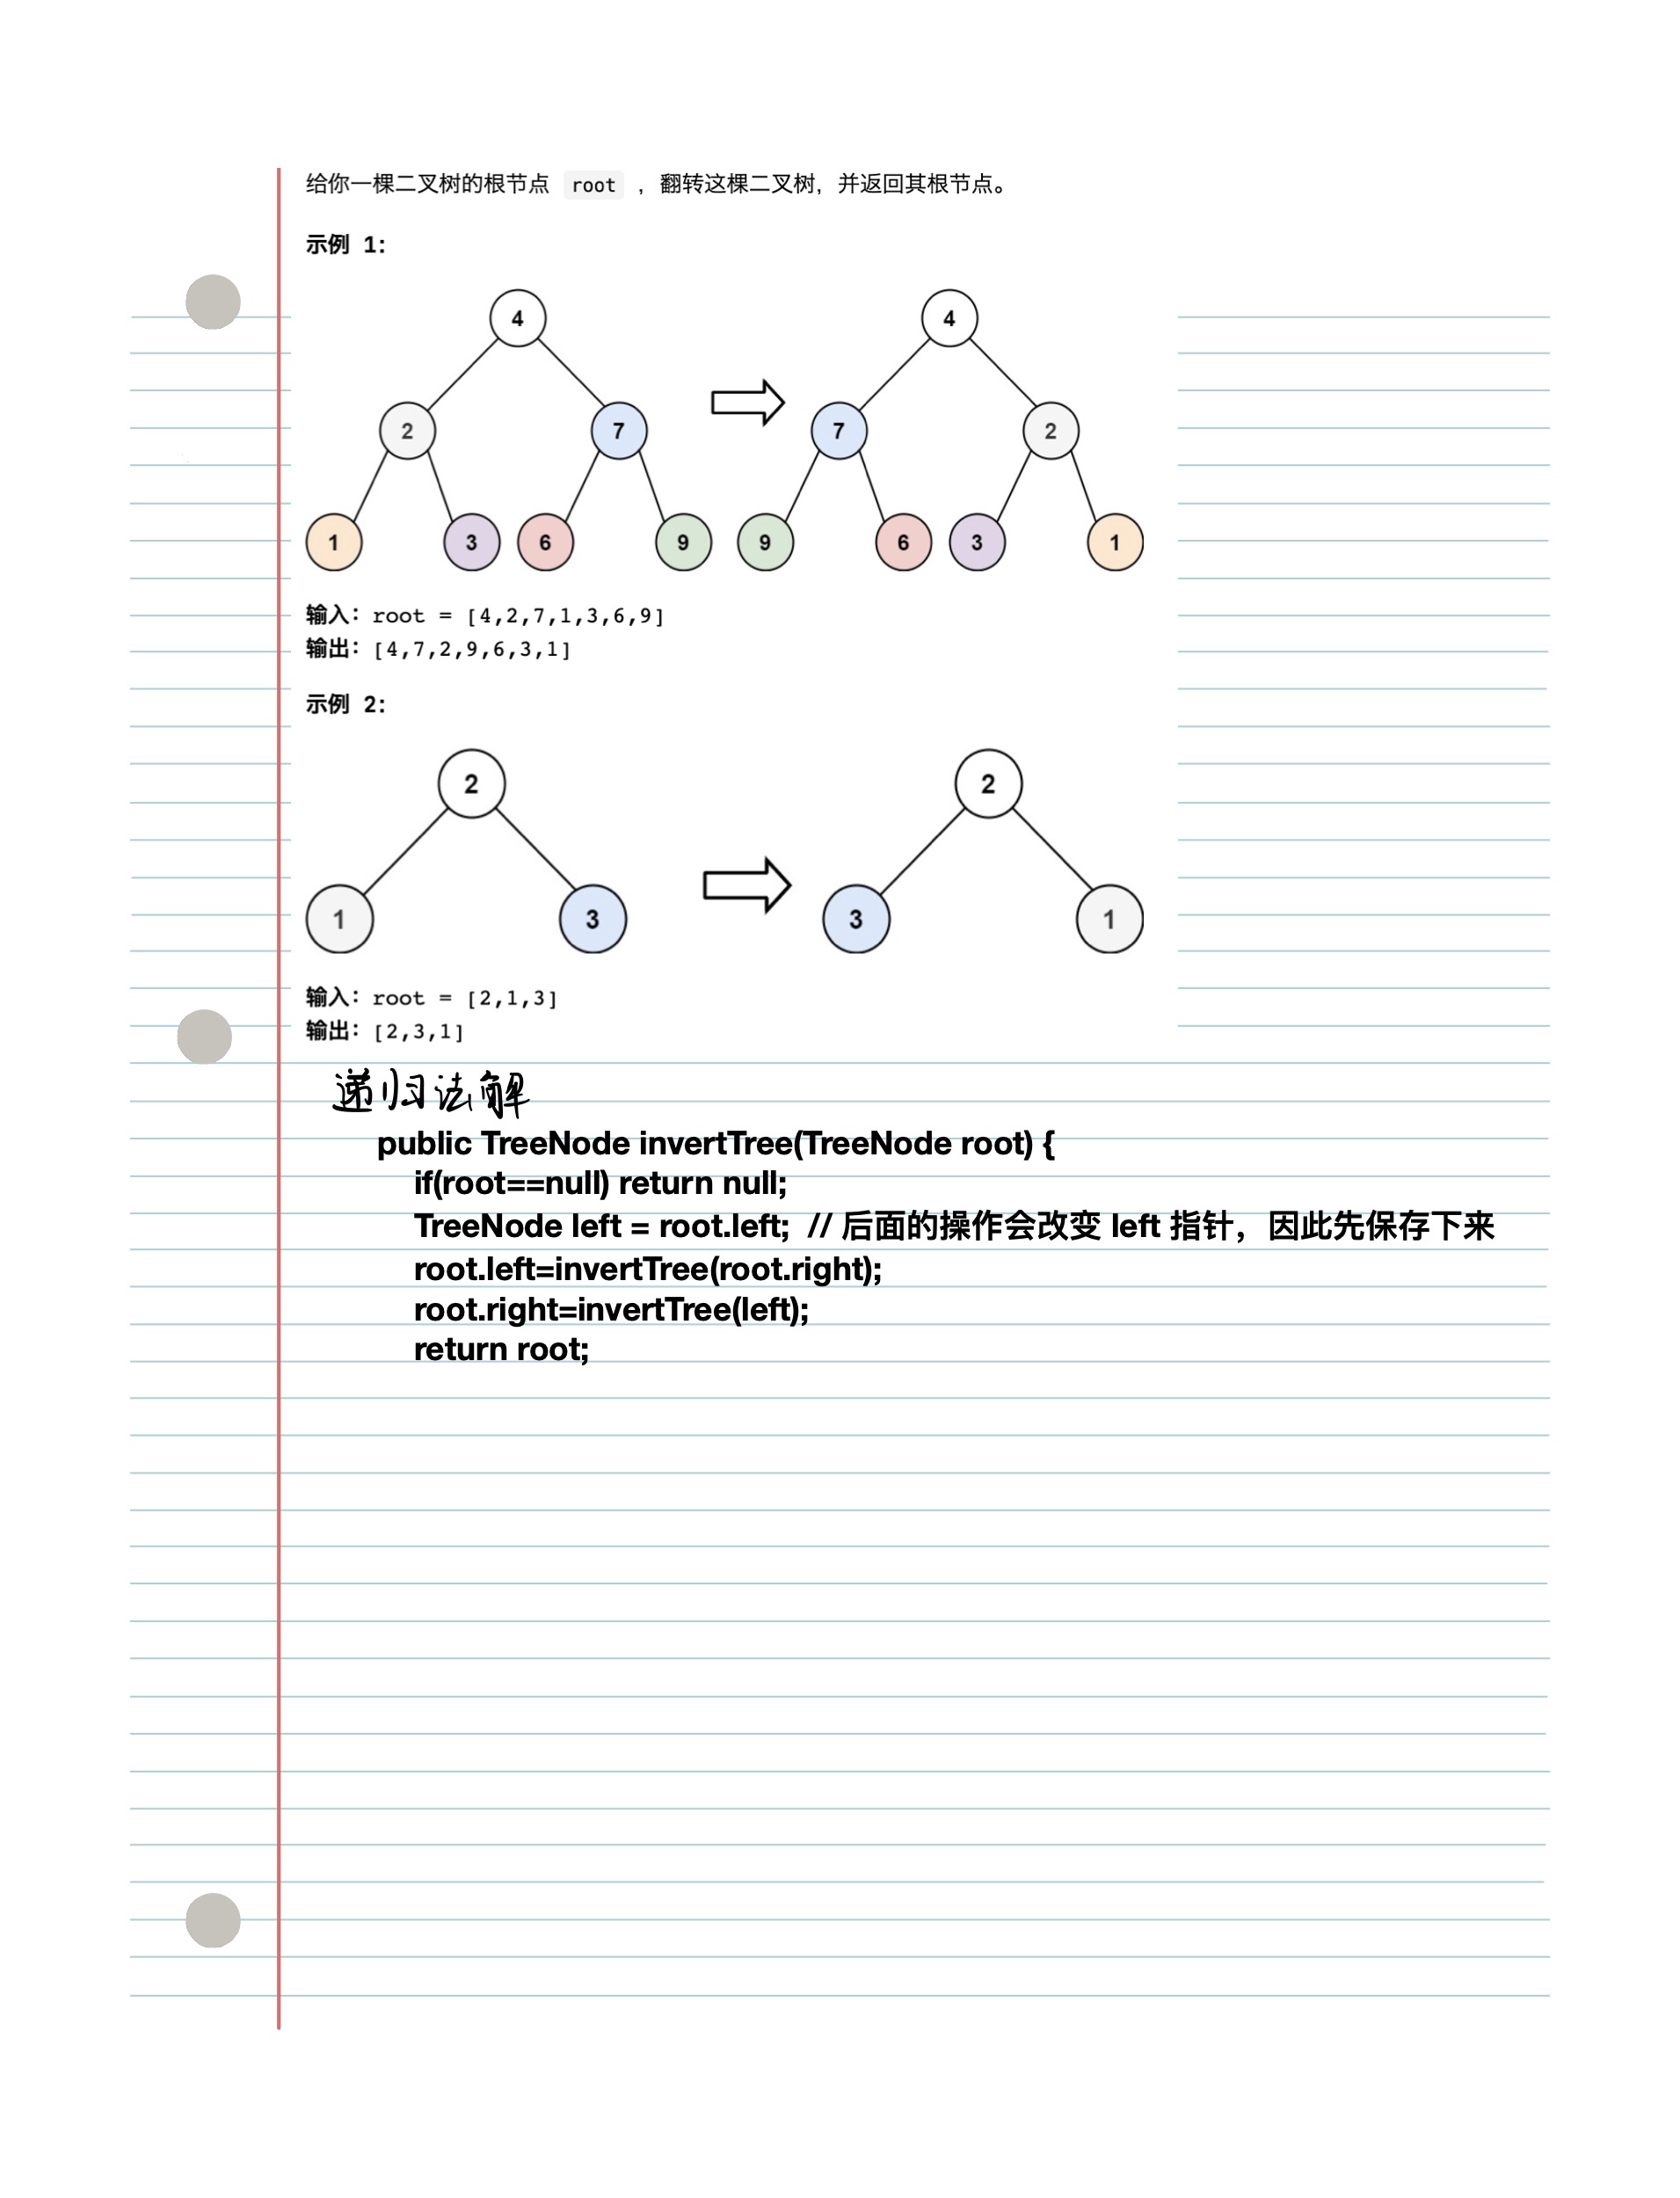 给你一棵二叉树的根节点 root ，翻转这棵二叉树，并返回其根节点。
示例 1:
4 4
2 7 7 2
1 3 6 9 9 6 3 1
输入：root = [4,2,7,1,3,6,9]
输出：[4,7,2,9,6,3,1]
示例 2:
2 2
1 3 3 1
输入：root = [2,1,3]
输出：[2,3,1]
递归法解
public TreeNode invertTree(TreeNode root) {
if(root==null) return null;
TreeNode left = root.left; // 后面的操作会改变 left 指针，因此先保存下来
root.left=invertTree(root.right);
root.right=invertTree(left);
return root;